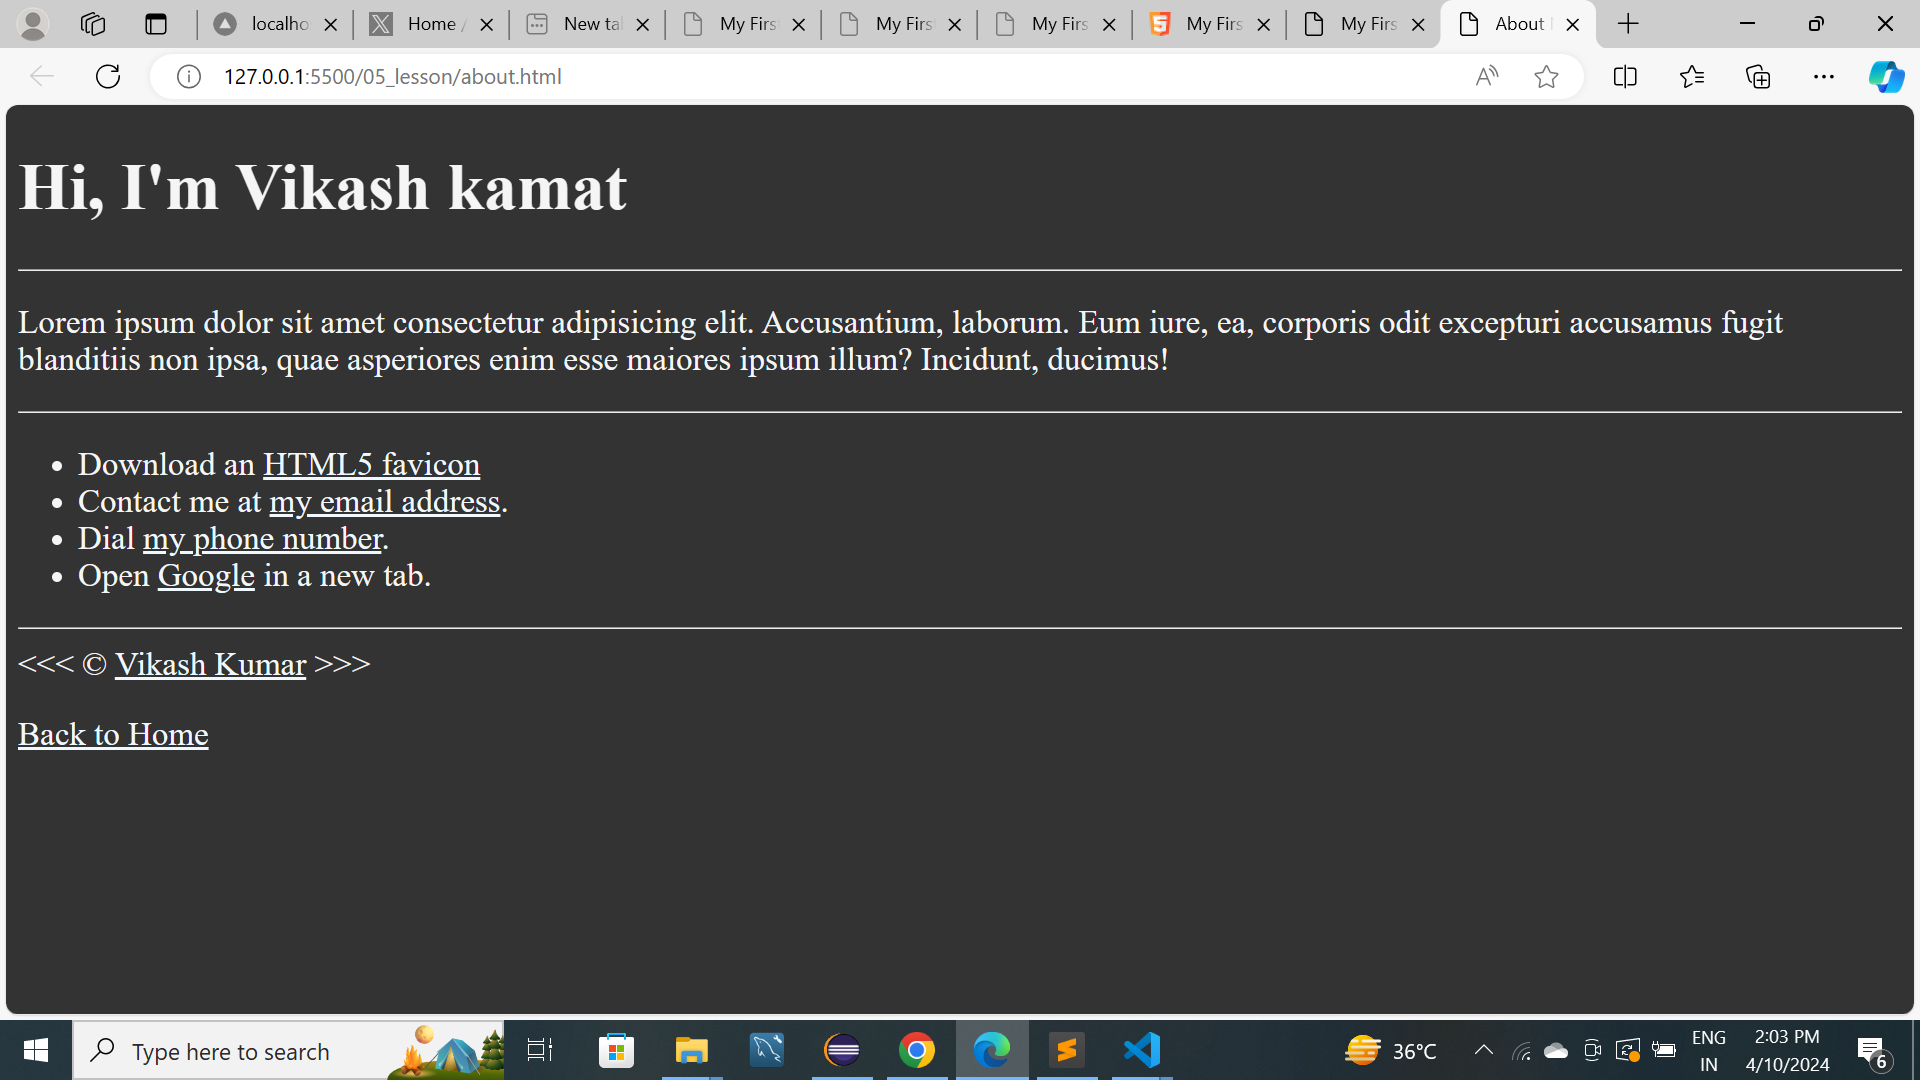 localho
Home /
New tal
My Firs
My Firs
My Firs
My Firs
My Firs
About
127.0.0.1:5500/05_lesson/about.html
Hi, I'm Vikash kamat
Lorem ipsum dolor sit amet consectetur adipisicing elit. Accusantium, laborum. Eum iure, ea, corporis odit excepturi accusamus fugit
blanditiis non ipsa, quae asperiores enim esse maiores ipsum illum? Incidunt, ducimus!
• Download an HTML5 favicon
• Contact me at my email address.
• Dial my phone number.
• Open Google in a new tab.
<<< © Vikash Kumar >>>
Back to Home
Type here to search
36°C
ENG
IN
2:03 PM
4/10/2024
6